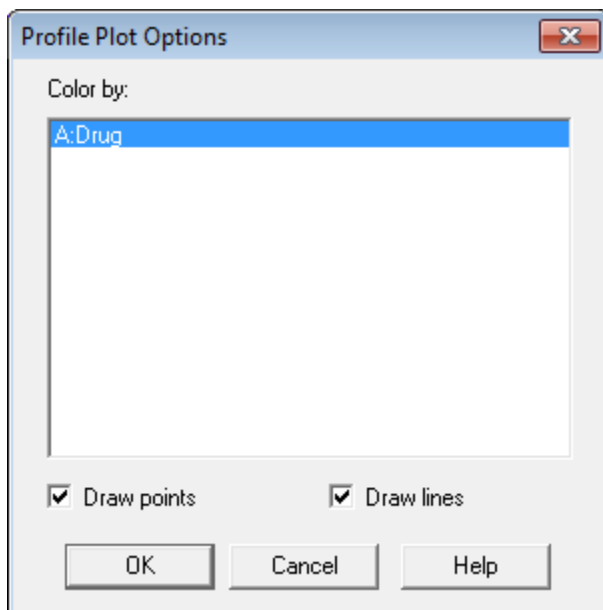 Profile Plot Options
Color by:
A:Drug
Draw points Draw lines
OK Cancel Help